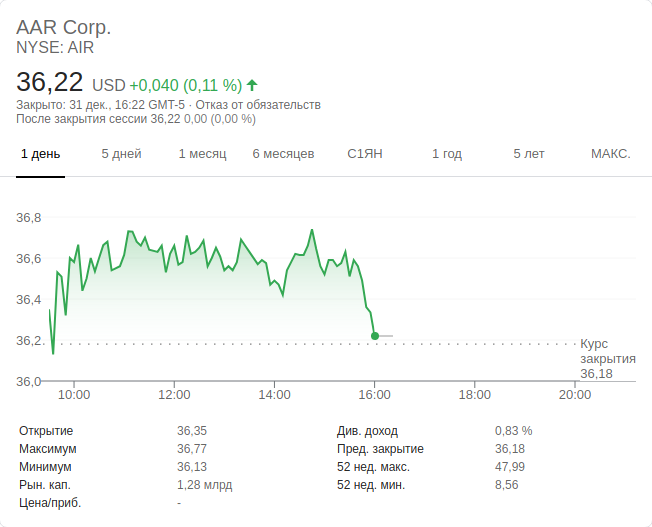 AAR Corp.
NYSE: AIR
36,22 USD +0,040 (0,11 %)
Закрыто: 31 дек., 16:22 GMT-5 · Отказ от обязательств
После закрытия сессии 36,22 0,00 (0,00 %)
1 день 5 дней 1 месяц 6 месяцев С1ЯН 1 год 5 лет МАКС.
36,8
36,6
36,4
36,2
Курс
закрытия
36,18
36,0
10:00 12:00 14:00 16:00 18:00 20:00
Открытие 36,35 Див. доход 0,83 %
Максимум 36,77 Пред. закрытие 36,18
Минимум 36,13 52 нед. макс. 47,99
Рын. кап. 1,28 млрд 52 нед. мин. 8,56
Цена/приб. -